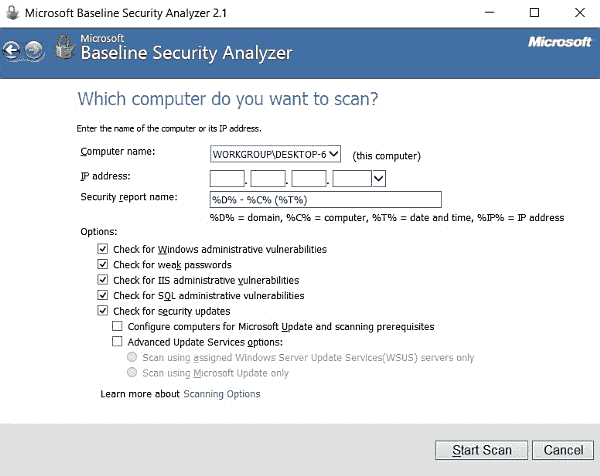 Microsoft Baseline Security Analyzer 2.1
Microsoft
Baseline Security Analyzer
Microsoft
Which computer do you want to scan?
Enter the name of the computer or its IP address.
Computer name: WORKGROUP\DESKTOP-6 (this computer)
IP address: . . .
Security report name: %D% - %C% (%T%)
%D% = domain, %C% = computer, %T% = date and time, %IP% = IP address
Options:
Check for Windows administrative vulnerabilities
Check for weak passwords
Check for IIS administrative vulnerabilities
Check for SQL administrative vulnerabilities
Check for security updates
Configure computers for Microsoft Update and scanning prerequisites
Advanced Update Services options:
Scan using assigned Windows Server Update Services(WSUS) servers only
Scan using Microsoft Update only
Learn more about Scanning Options
Start Scan Cancel